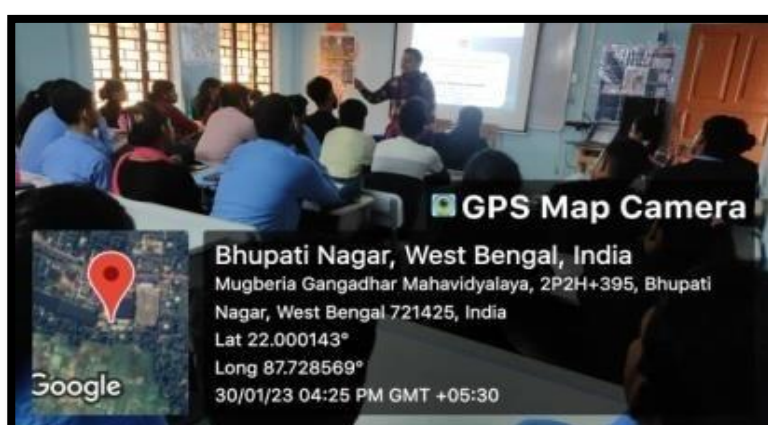 GPS Map Camera
Bhupati Nagar, West Bengal, India
Mugberia Gangadhar Mahavidyalaya, 2P2H+395, Bhupati
Nagar, West Bengal 721425, India
Lat 22.000143°
Long 87.728569°
30/01/23 04:25 PM GMT +05:30
Google